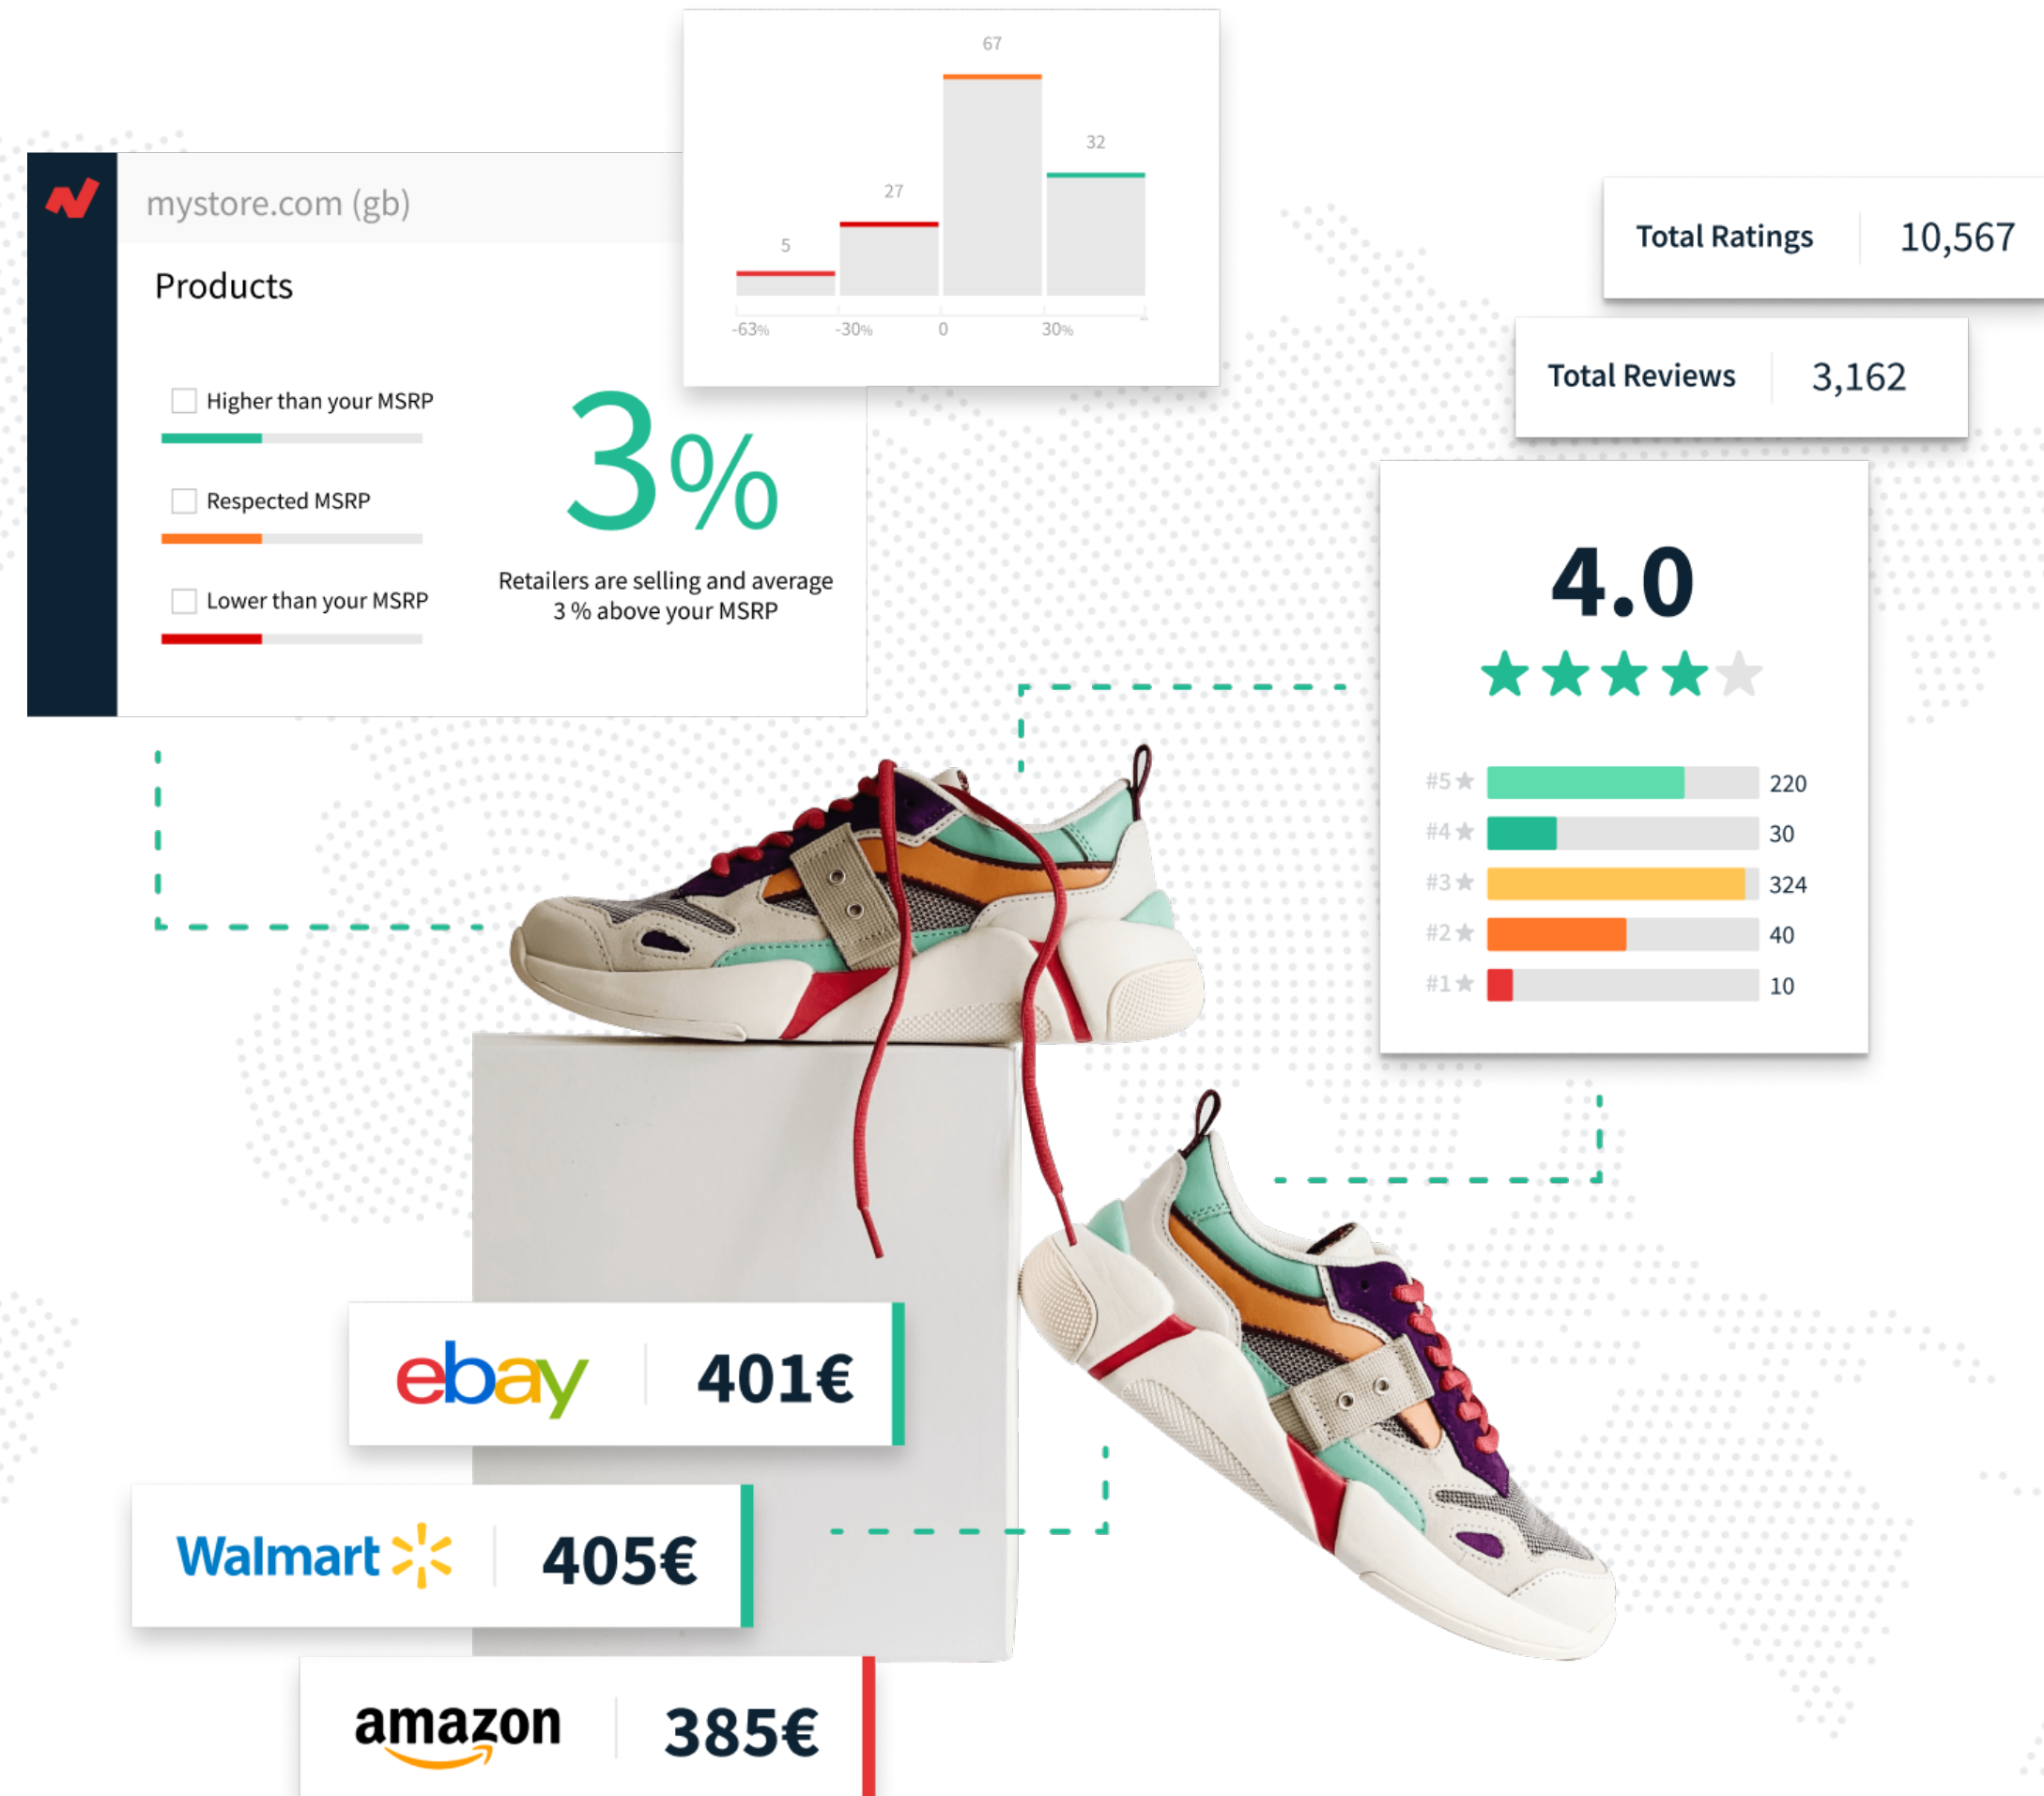 mystore.com (gb)
Products
Higher than your MSRP
Respected MSRP
Lower than your MSRP
3%
Retailers are selling and average
3 % above your MSRP
67
32
27
5
-63%
-30%
0
30%
Total Ratings 10,567
Total Reviews 3,162
4.0
#5 220
#4 30
#3 324
#2 40
#1 10
ebay 401€
Walmart 405€
amazon 385€